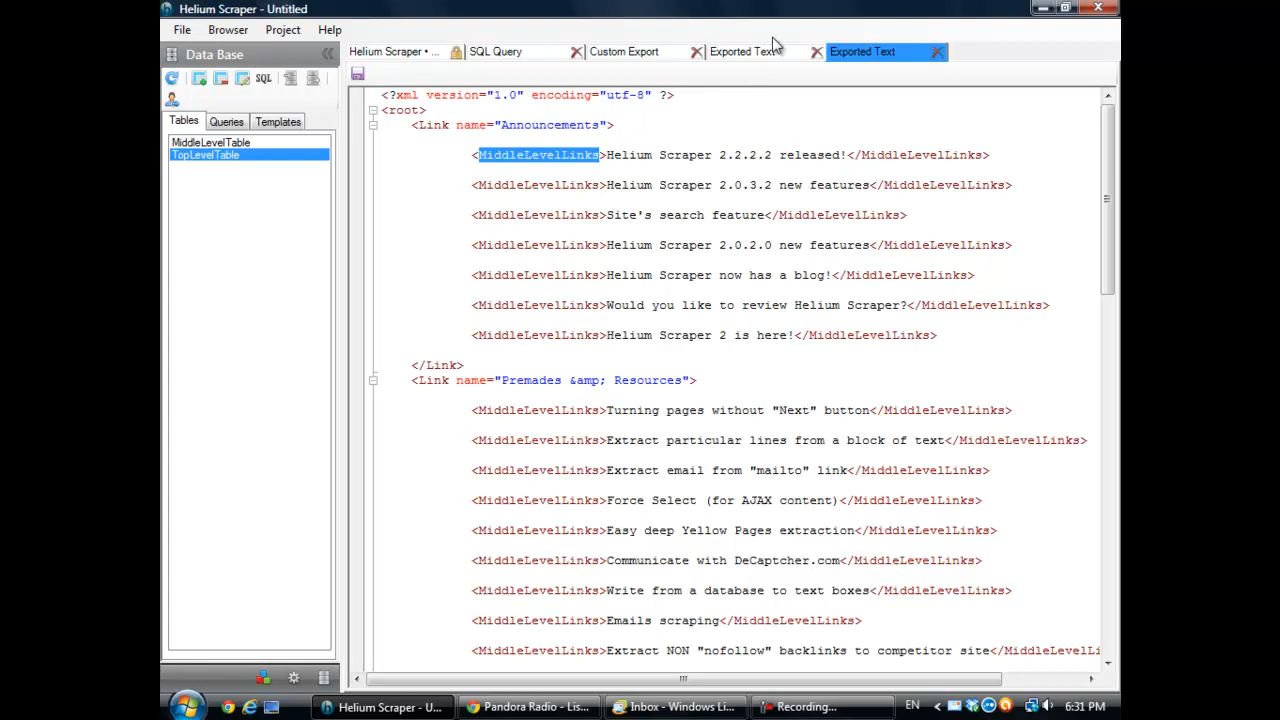 Helium Scraper - Untitled
File Browser Project Help
Data Base
Helium Scraper • ... SQL Query Custom Export Exported Text Exported Text
SQL
Tables Queries Templates
MiddleLevelTable
TopLevelTable
<?xml version="1.0" encoding="utf-8" ?>
<root>
<Link name="Announcements">
<MiddleLevelLinks>Helium Scraper 2.2.2.2 released!</MiddleLevelLinks>
<MiddleLevelLinks>Helium Scraper 2.0.3.2 new features</MiddleLevelLinks>
<MiddleLevelLinks>Site's search feature</MiddleLevelLinks>
<MiddleLevelLinks>Helium Scraper 2.0.2.0 new features</MiddleLevelLinks>
<MiddleLevelLinks>Helium Scraper now has a blog!</MiddleLevelLinks>
<MiddleLevelLinks>Would you like to review Helium Scraper?</MiddleLevelLinks>
<MiddleLevelLinks>Helium Scraper 2 is here!</MiddleLevelLinks>
</Link>
<Link name="Premades &amp; Resources">
<MiddleLevelLinks>Turning pages without "Next" button</MiddleLevelLinks>
<MiddleLevelLinks>Extract particular lines from a block of text</MiddleLevelLinks>
<MiddleLevelLinks>Extract email from "mailto" link</MiddleLevelLinks>
<MiddleLevelLinks>Force Select (for AJAX content)</MiddleLevelLinks>
<MiddleLevelLinks>Easy deep Yellow Pages extraction</MiddleLevelLinks>
<MiddleLevelLinks>Communicate with DeCaptcher.com</MiddleLevelLinks>
<MiddleLevelLinks>Write from a database to text boxes</MiddleLevelLinks>
<MiddleLevelLinks>Emails scraping</MiddleLevelLinks>
<MiddleLevelLinks>Extract NON "nofollow" backlinks to competitor site</MiddleLevelLi
Helium Scraper - U... Pandora Radio - Lis... Inbox - Windows Li... Recording... EN 6:31 PM